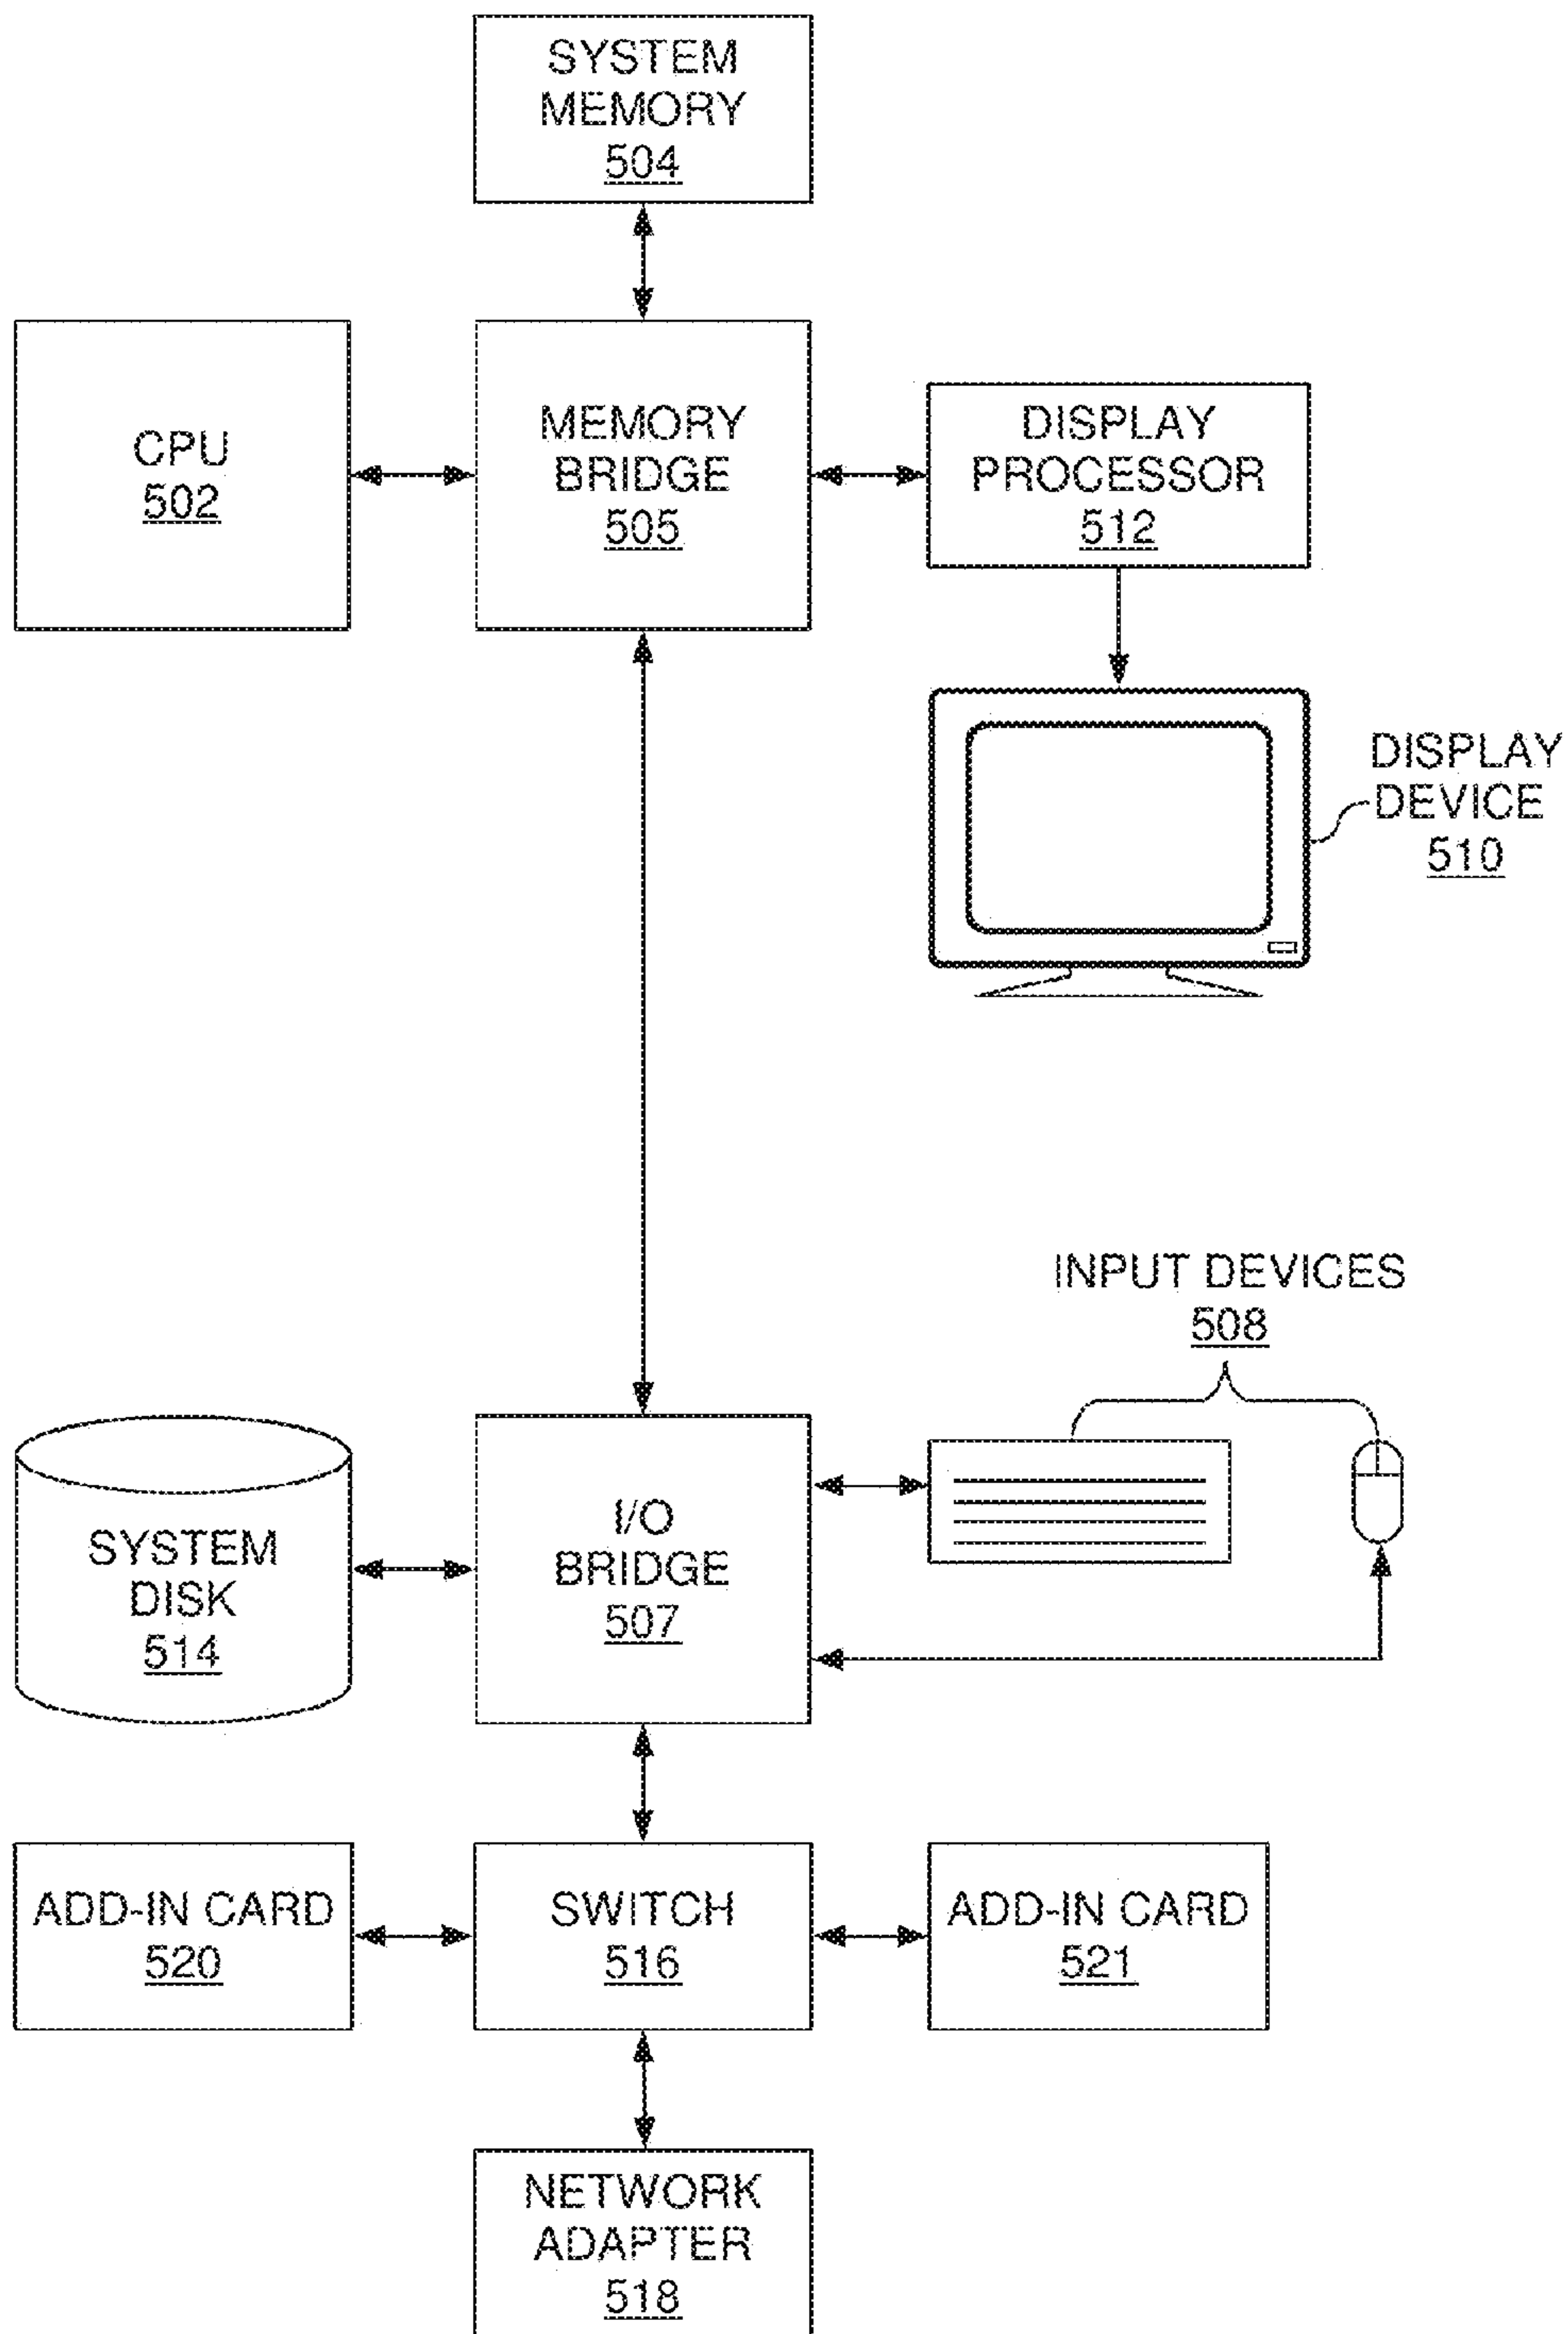 SYSTEM
MEMORY
504
CPU
502
MEMORY
BRIDGE
505
DISPLAY
PROCESSOR
512
DISPLAY
DEVICE
510
INPUT DEVICES
508
SYSTEM
DISK
514
I/O
BRIDGE
507
ADD-IN CARD
520
SWITCH
516
ADD-IN CARD
521
NETWORK
ADAPTER
518